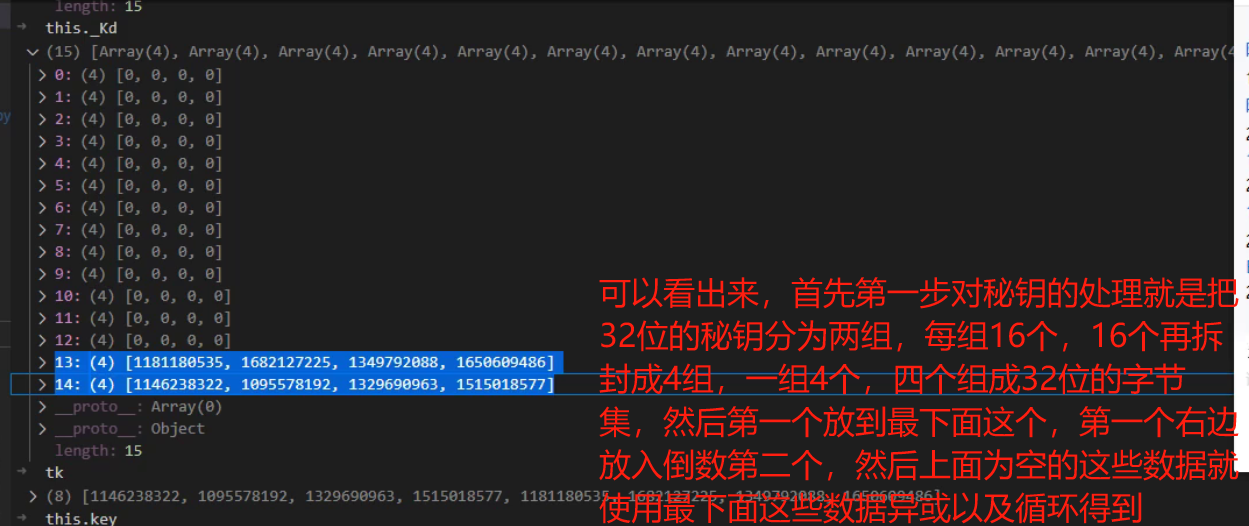 length: 15
this._Kd
(15) [Array(4), Array(4), Array(4), Array(4), Array(4), Array(4), Array(4), Array(4), Array(4), Array(4), Array(4), Array(4), Array(4
0: (4) [0, 0, 0, 0]
1: (4) [0, 0, 0, 0]
2: (4) [0, 0, 0, 0]
3: (4) [0, 0, 0, 0]
4: (4) [0, 0, 0, 0]
5: (4) [0, 0, 0, 0]
6: (4) [0, 0, 0, 0]
7: (4) [0, 0, 0, 0]
8: (4) [0, 0, 0, 0]
9: (4) [0, 0, 0, 0]
10: (4) [0, 0, 0, 0]
11: (4) [0, 0, 0, 0]
12: (4) [0, 0, 0, 0]
13: (4) [1181180535, 1682127225, 1349792088, 1650609486]
14: (4) [1146238322, 1095578192, 1329690963, 1515018577]
__proto__: Array(0)
__proto__: Object
length: 15
tk
(8) [1146238322, 1095578192, 1329690963, 1515018577, 1181180535, 1682127225, 1349792088, 1650609486]
this.key
可以看出来，首先第一步对秘钥的处理就是把
32位的秘钥分为两组，每组16个，16个再拆
封成4组，一组4个，四个组成32位的字节
集，然后第一个放到最下面这个，第一个右边
放入倒数第二个，然后上面为空的这些数据就
使用最下面这些数据异或以及循环得到